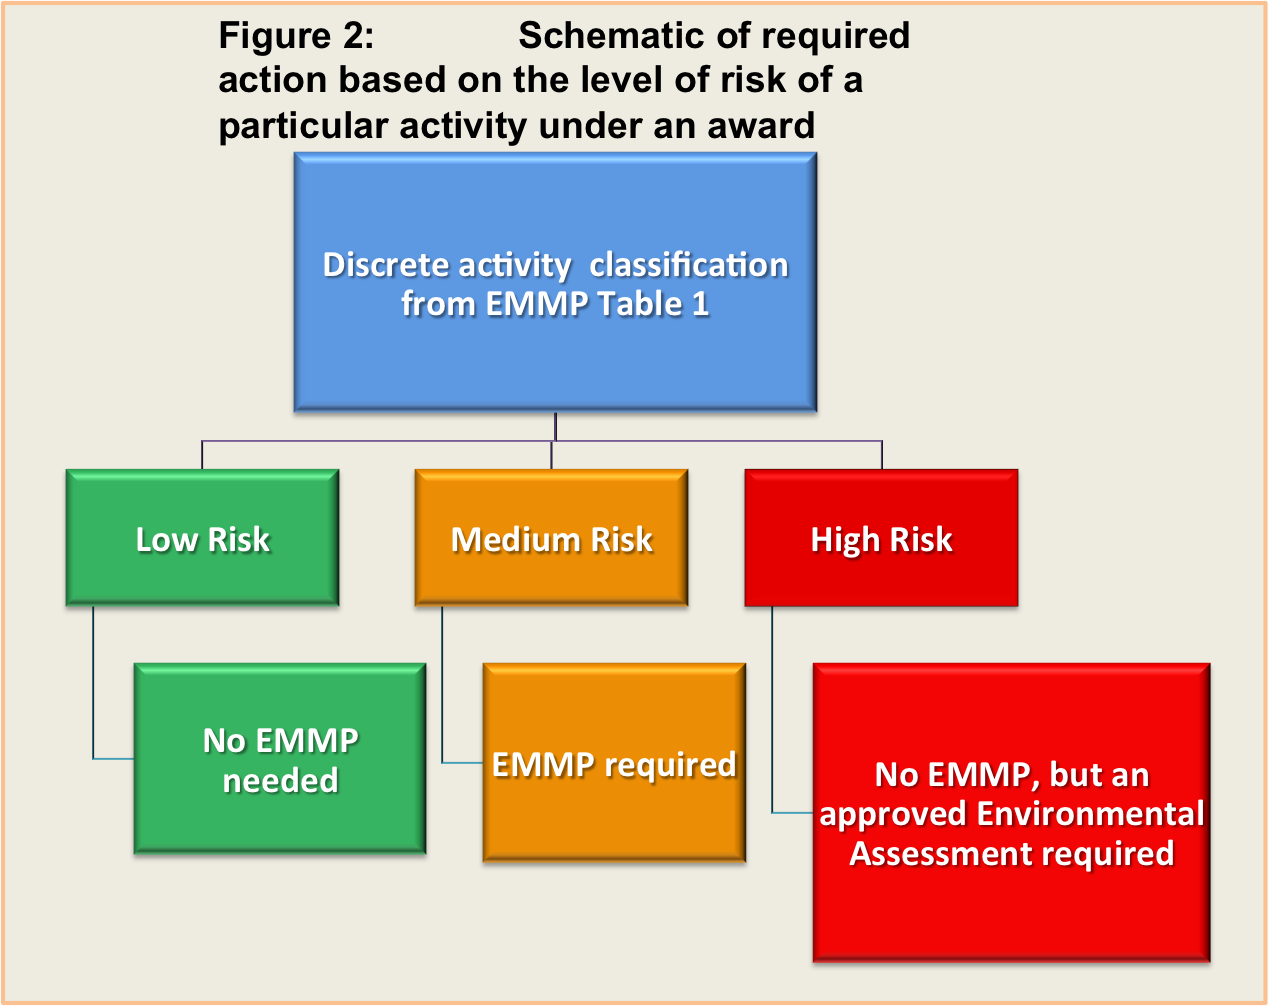 Figure 2: Schematic of required
action based on the level of risk of a
particular activity under an award
Discrete activity classification
from EMMP Table 1
Low Risk
Medium Risk
High Risk
No EMMP
needed
EMMP required
No EMMP, but an
approved Environmental
Assessment required